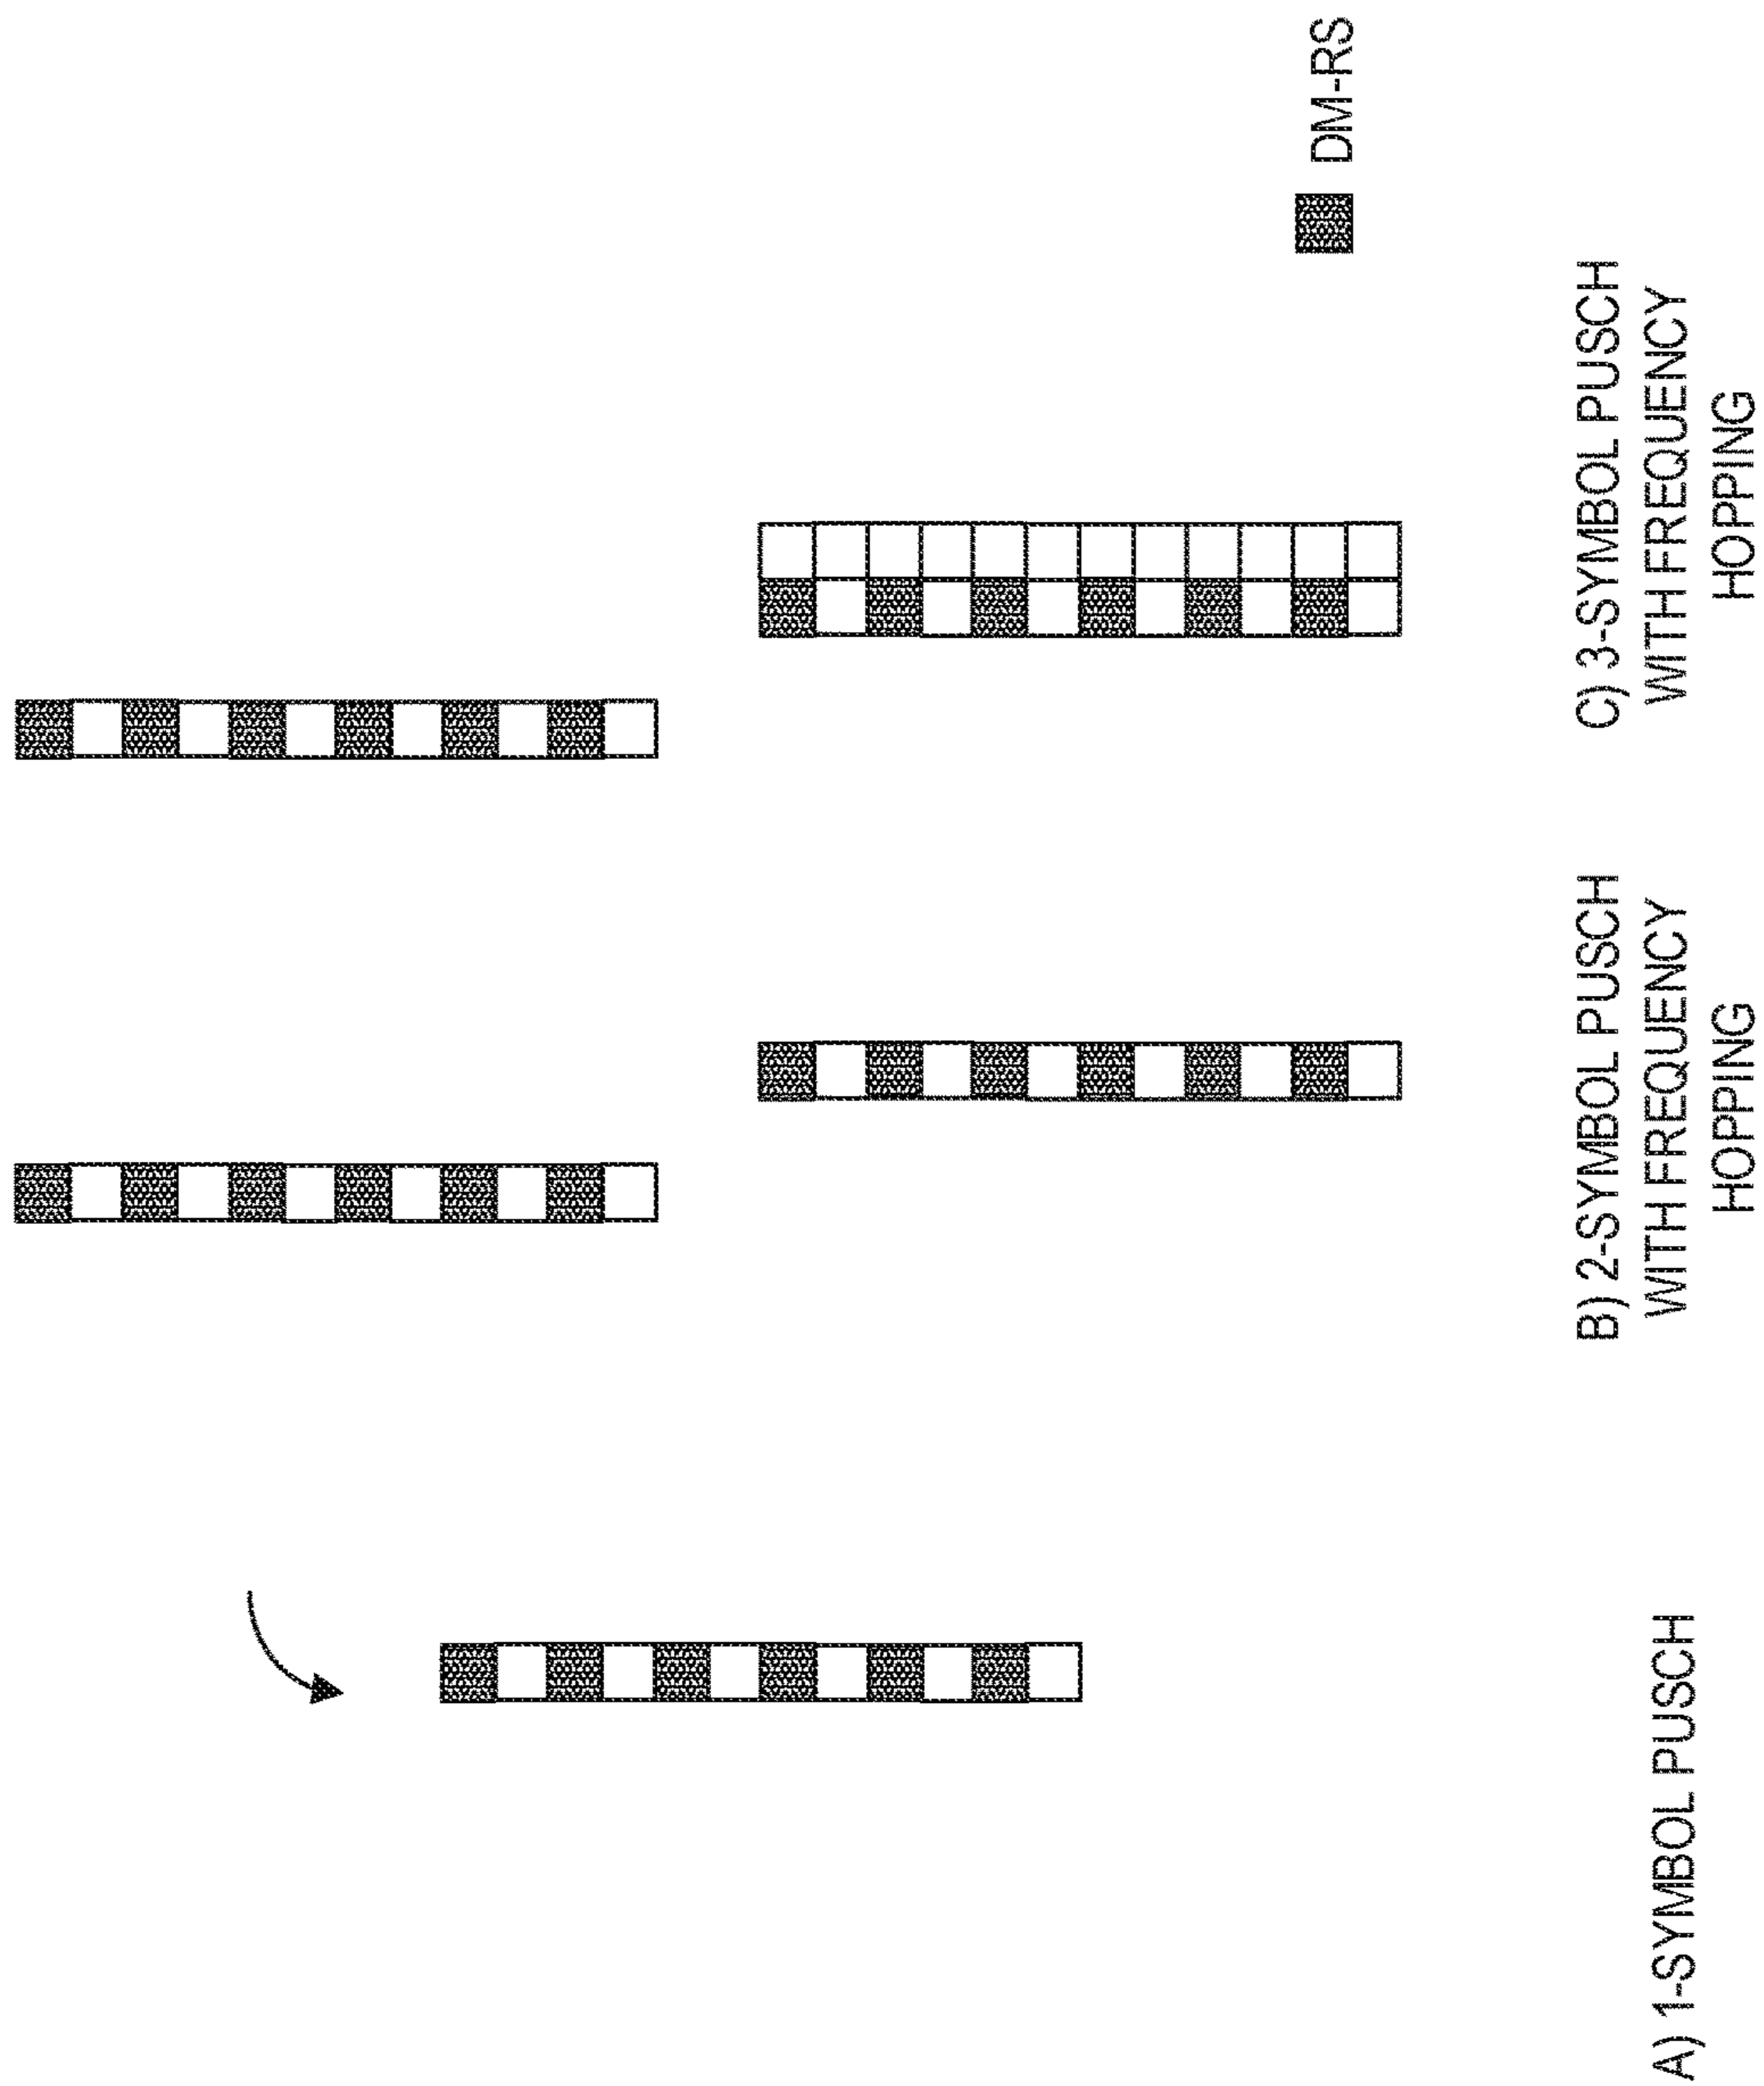 A) 1-SYMBOL PUSCH
B) 2-SYMBOL PUSCH
WITH FREQUENCY
HOPPING
C) 3-SYMBOL PUSCH
WITH FREQUENCY
HOPPING
DM-RS